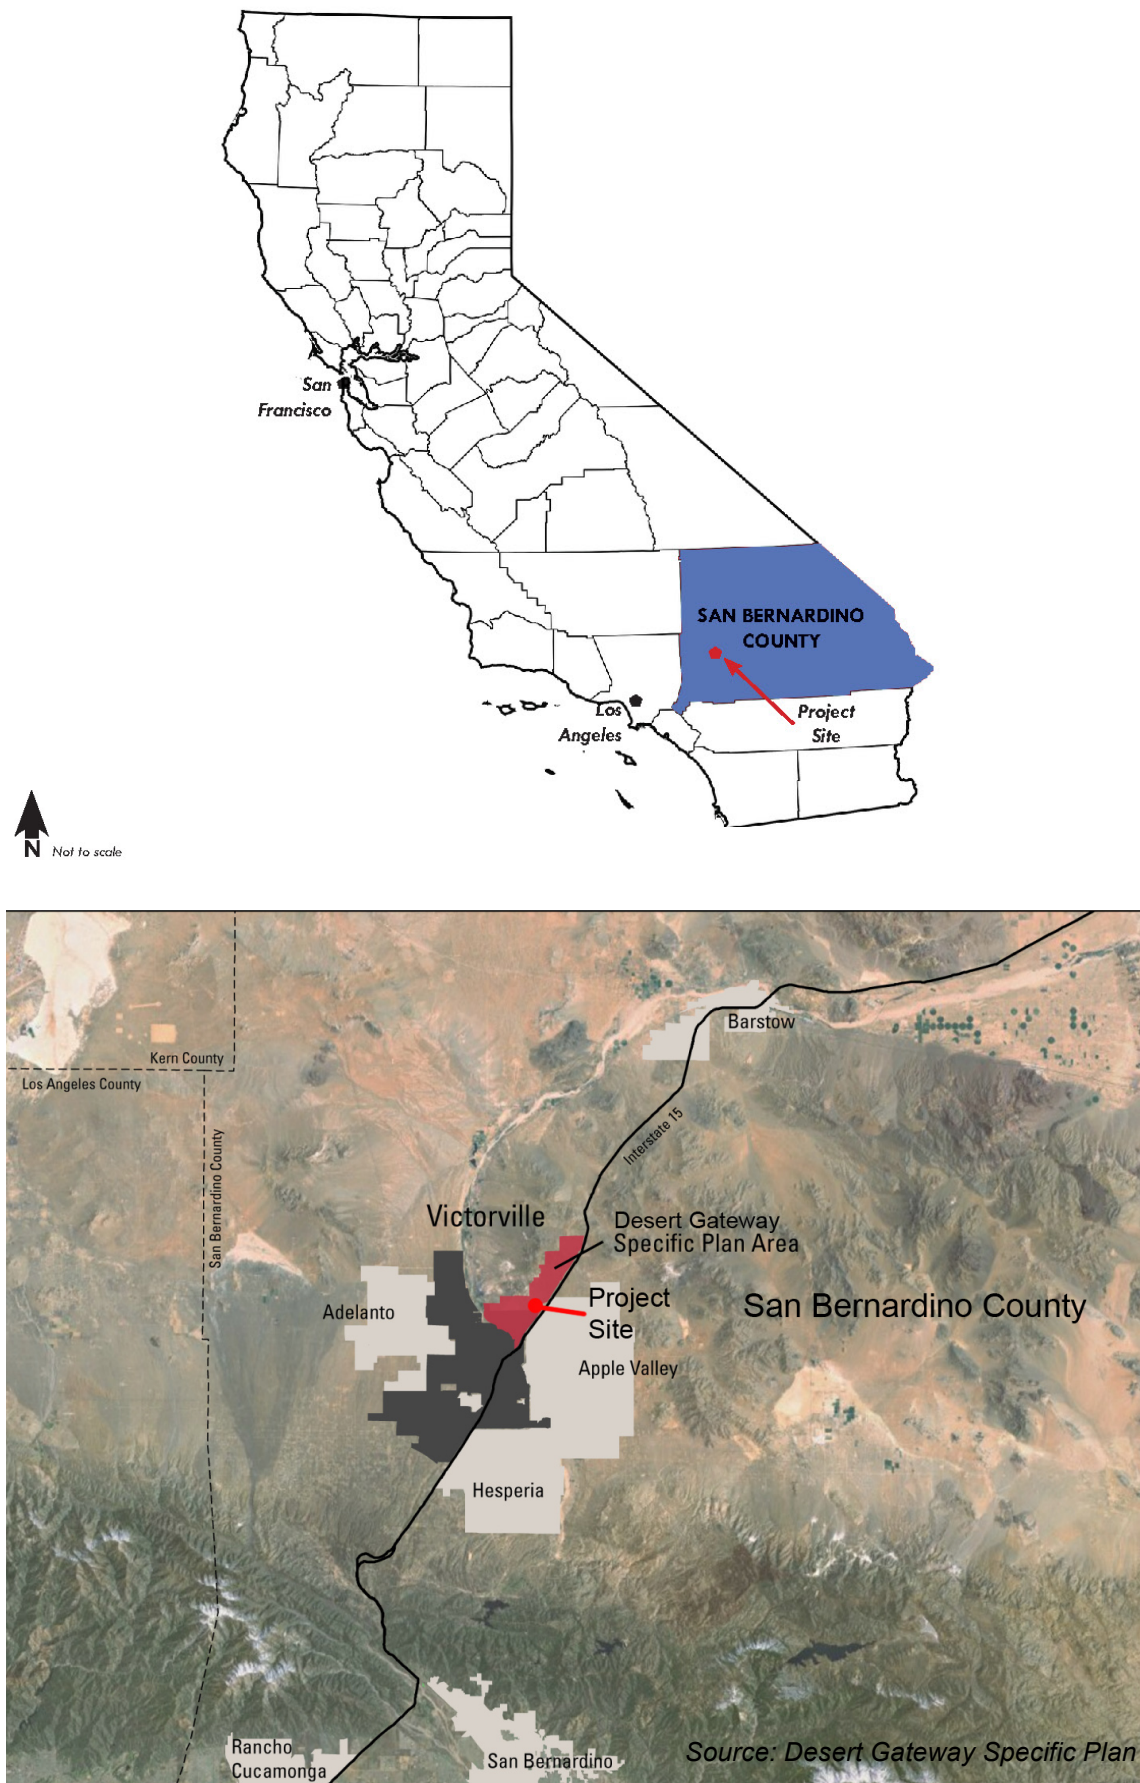 San
Francisco
SAN BERNARDINO
COUNTY
Los
Angeles
Project
Site
N
Not to scale
Barstow
Kern County
Los Angeles County
Interstate 15
San Bernardino County
Victorville
Desert Gateway
Specific Plan Area
Adelanto
Project
Site
San Bernardino County
Apple Valley
Hesperia
Rancho
Cucamonga
San Bernardino
Source: Desert Gateway Specific Plan